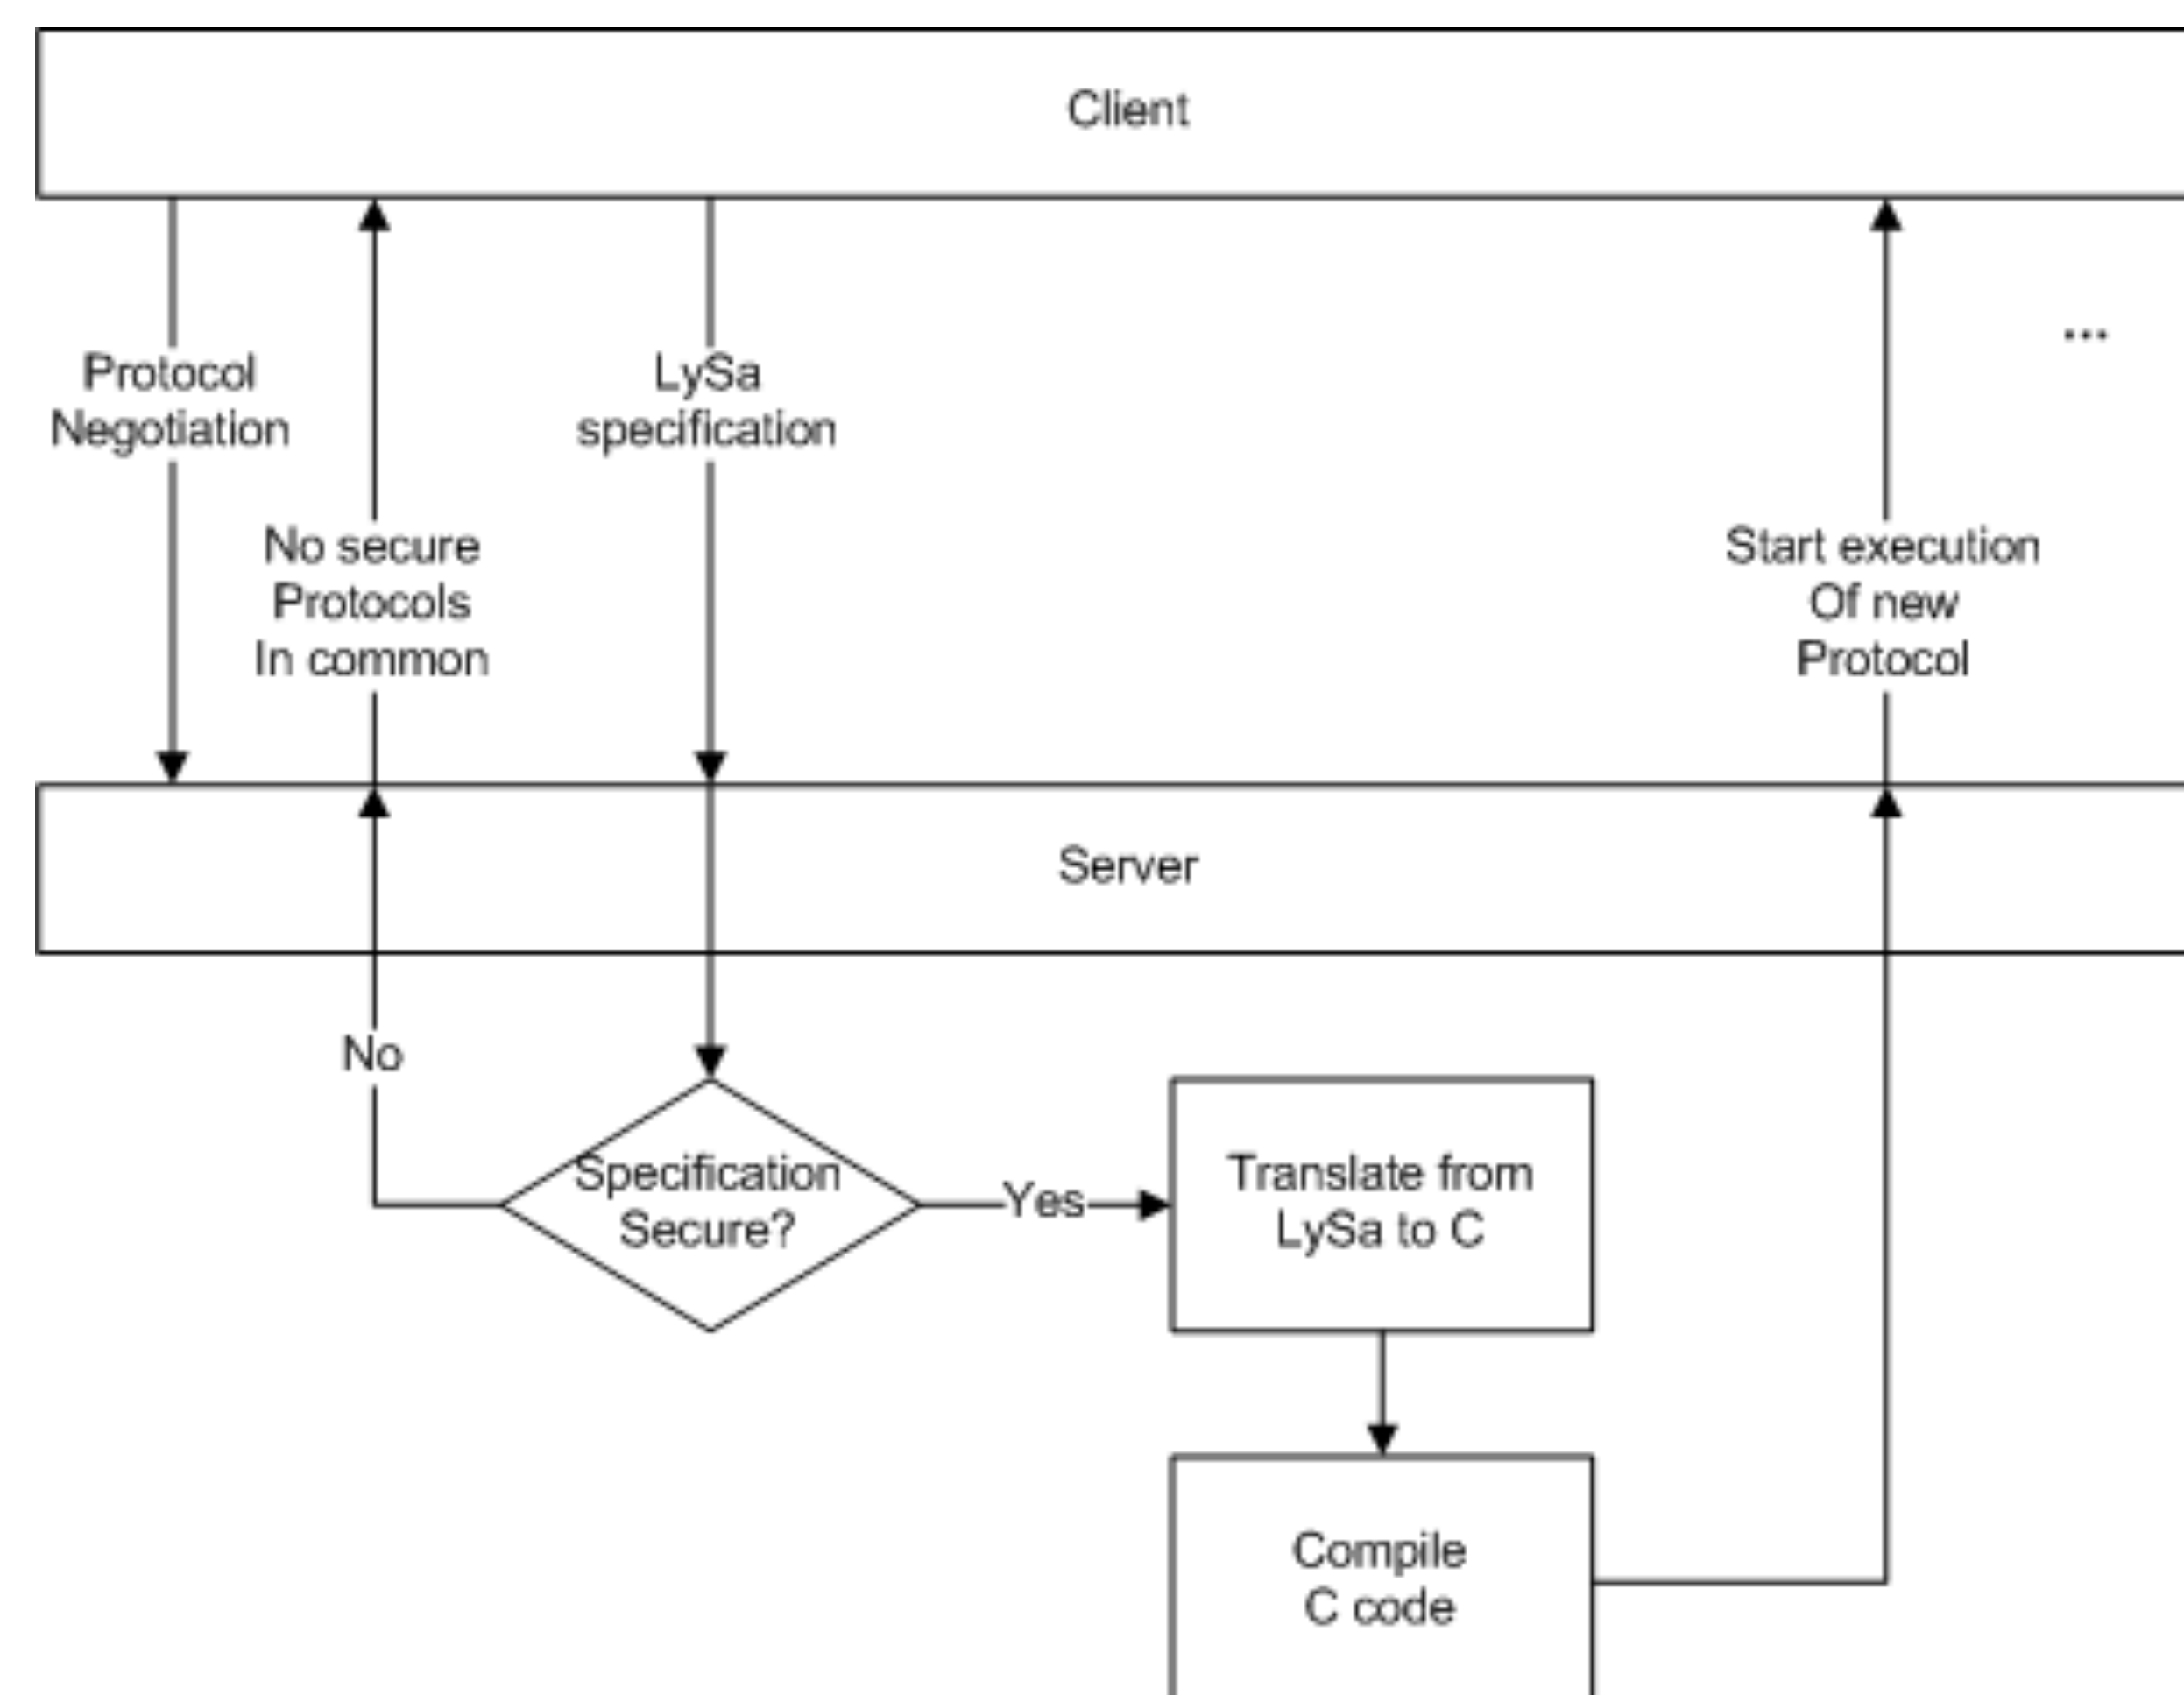 Client
Protocol
Negotiation
LySa
specification
...
No secure
Protocols
In common
Start execution
Of new
Protocol
Server
No
Specification
Secure?
Yes
Translate from
LySa to C
Compile
C code